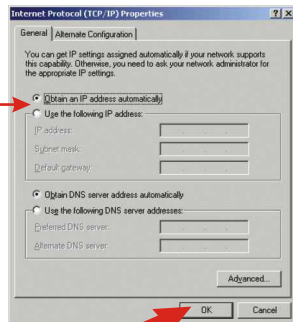 Internet Protocol (TCP/IP) Properties
General
Alternate Configuration
You can get IP settings assigned automatically if your network supports
this capability. Otherwise, you need to ask your network administrator for
the appropriate IP settings.
Obtain an IP address automatically
Use the following IP address:
IP address:
Subnet mask:
Default gateway:
Obtain DNS server address automatically
Use the following DNS server addresses:
Preferred DNS server:
Alternate DNS server:
Advanced...
OK
Cancel